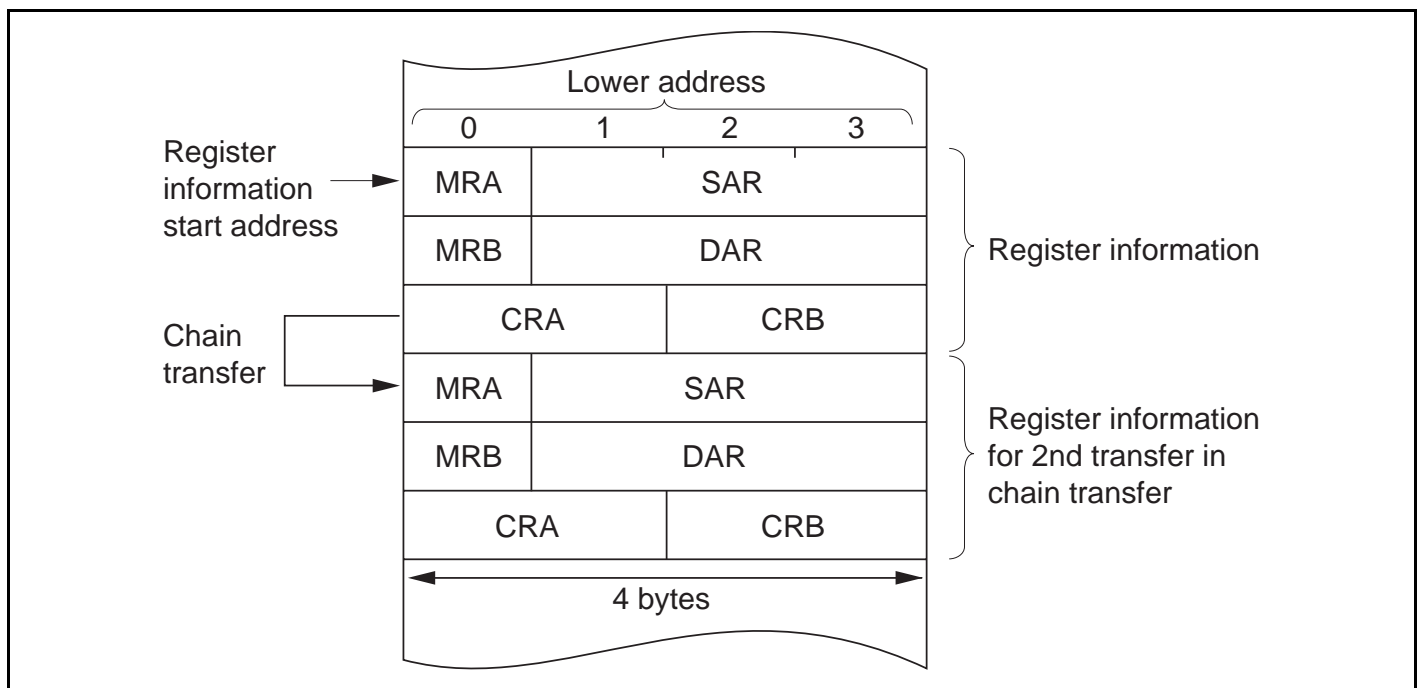 Lower address
0 1 2 3
Register
information
start address
MRA SAR
MRB DAR
Register information
CRA CRB
Chain
transfer
MRA SAR
MRB DAR
CRA CRB
Register information
for 2nd transfer in
chain transfer
4 bytes